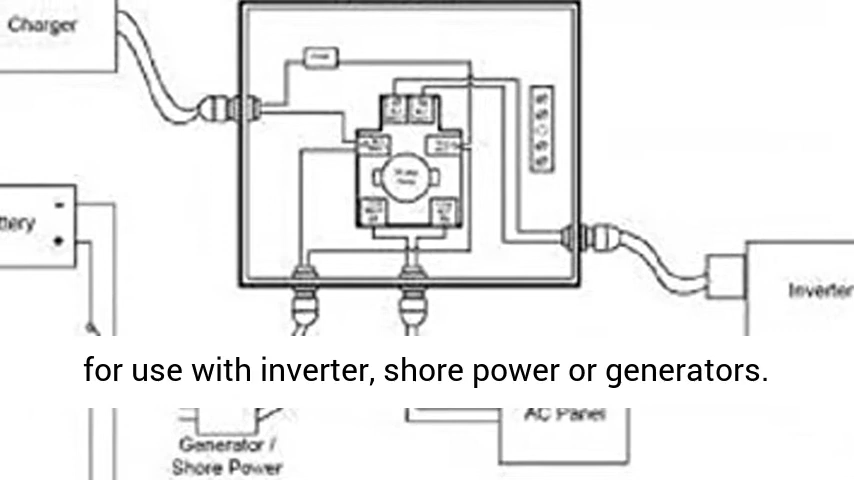 Charger
ttery
-
+
Inverter
for use with inverter, shore power or generators.
AC Panel
Generator /
Shore Power